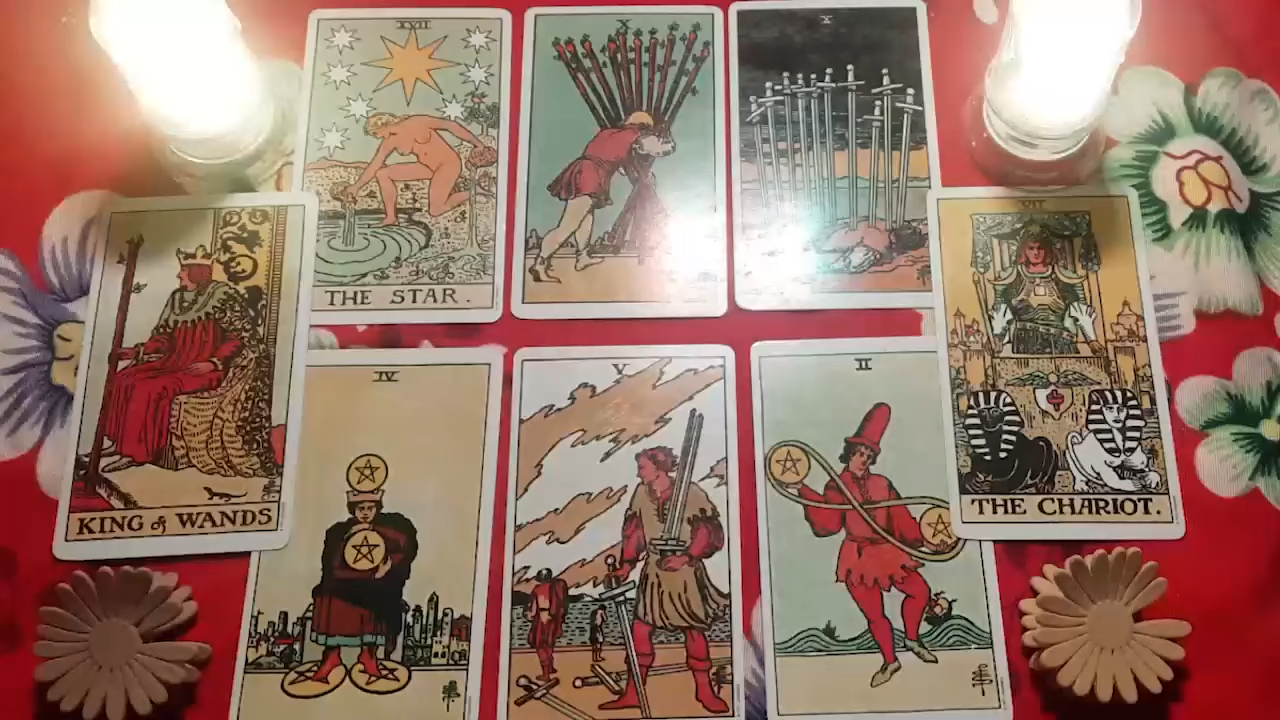 XVII
X
X
THE STAR.
VII
KING of WANDS
THE CHARIOT.
IV
V
II